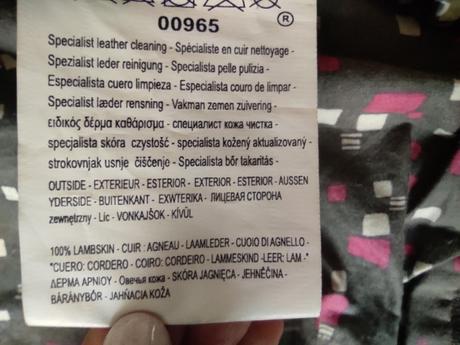 00965 ®
Specialist leather cleaning - Spécialiste en cuir nettoyage -
Spezialist leder reinigung - Specialista pelle pulizia -
Especialista cuero limpieza - Especialista couro de limpar -
Specialist læder rensning - Vakman zemen zuivering -
ειδικός δέρμα καθάρισμα - специалист кожа чистка -
specjalista skóra czystość - specialista kožený aktualizovaný -
strokovnjak usnje čiščenje - Specialista bőr takarítás -
OUTSIDE - EXTERIEUR - ESTERIOR - EXTERIOR - ESTERIOR - AUSSEN
YDERSIDE - BUITENKANT - EXWTERIKA - ЛИЦЕВАЯ СТОРОНА
zewnętrzny - Lic - VONKAJŠOK - KÍVÜL
100% LAMBSKIN - CUIR : AGNEAU - LAAMLEDER - CUOIO DI AGNELLO -
"CUERO: CORDERO - COIRO: CORDEIRO - LAMMESKIND -LEER: LAM -"
ΔΕΡΜΑ ΑΡΝΙΟΥ - Овечья кожа - SKÓRA JAGNIĘCA - JEHNĚČINA -
BÁRÁNYBŐR - JAHŇACIA KOŽA